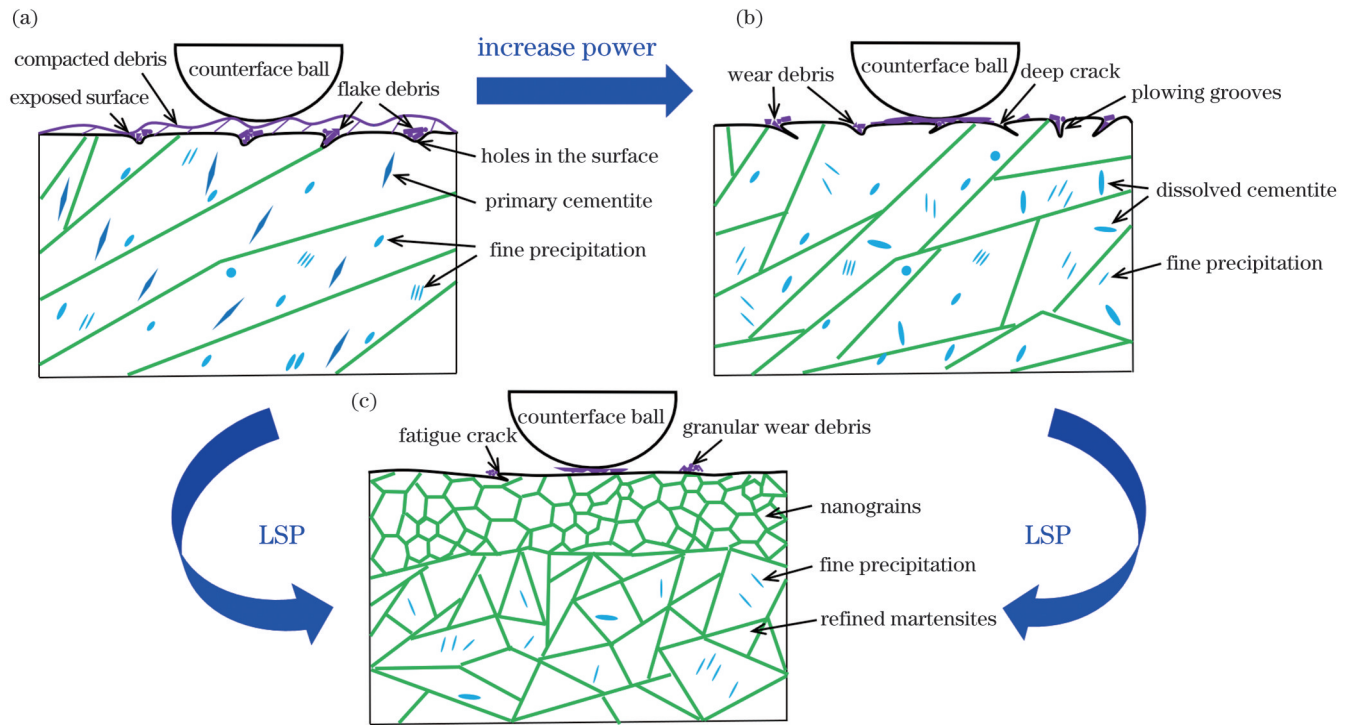 (a)
compacted debris
exposed surface
counterface ball
flake debris
holes in the surface
primary cementite
fine precipitation
increase power
(b)
wear debris
counterface ball
deep crack
plowing grooves
dissolved cementite
fine precipitation
LSP
(c)
fatigue crack
counterface ball
granular wear debris
nanograins
fine precipitation
refined martensites
LSP